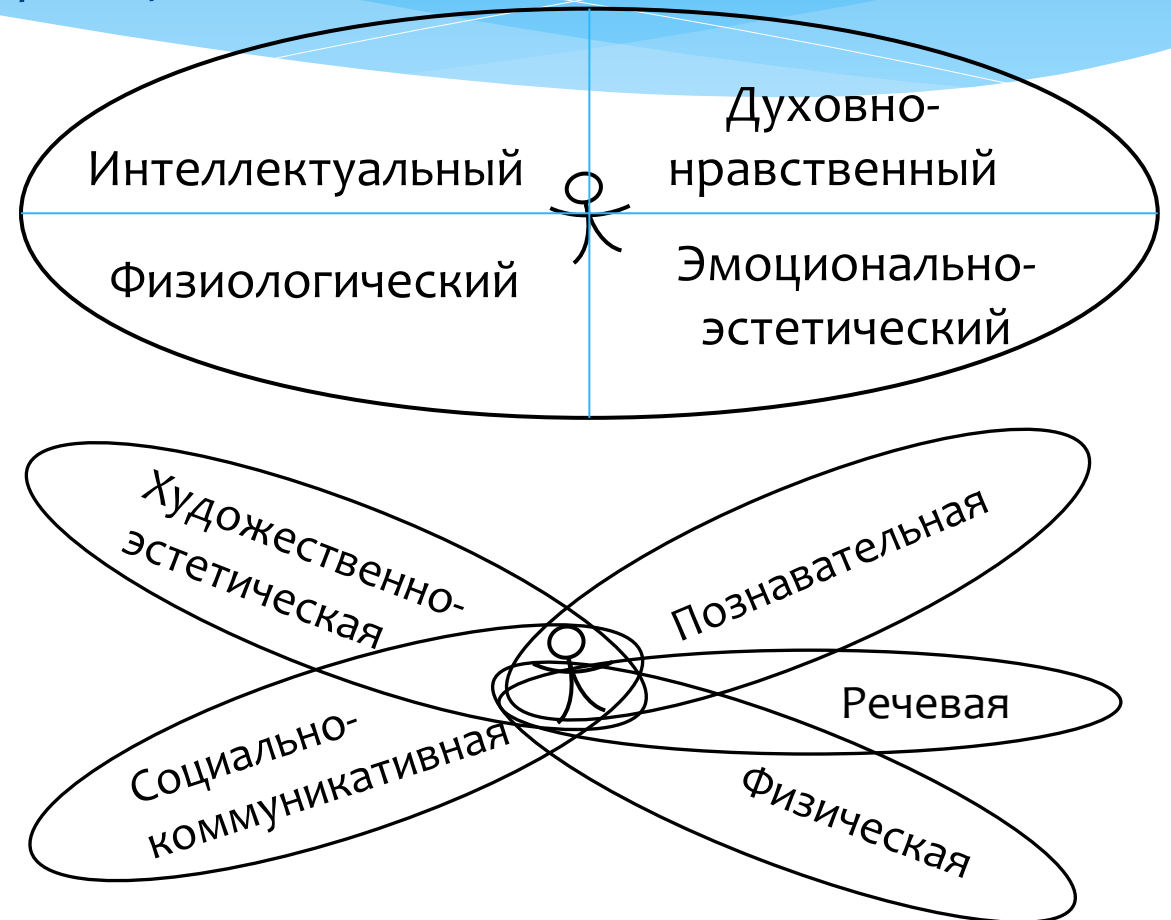 Интеллектуальный
Духовно-
нравственный
Физиологический
Эмоционально-
эстетический
Художественно-
эстетическая
Познавательная
Социально-
коммуникативная
Речевая
Физическая